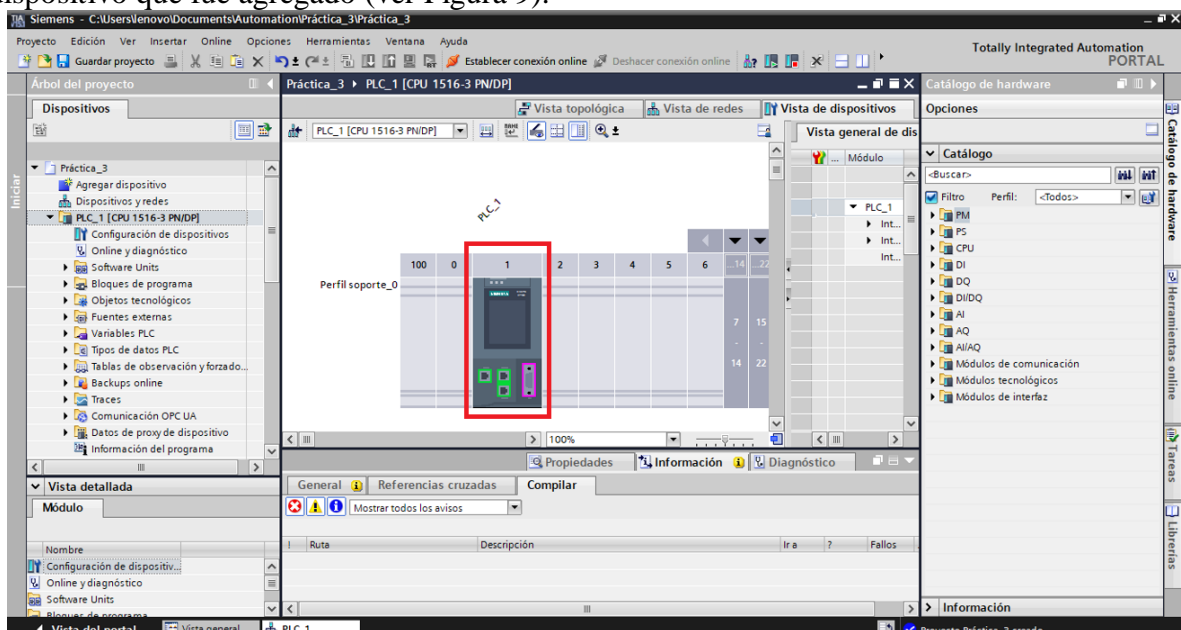 dispositivo que fue agregado (ver Figura 9).
Siemens - C:\Users\lenovo\Documents\Automation\Práctica_3\Práctica_3
Proyecto Edición Ver Insertar Online Opciones Herramientas Ventana Ayuda
Totally Integrated Automation
PORTAL
Guardar proyecto Establecer conexión online Deshacer conexión online
Árbol del proyecto
Práctica_3 PLC_1 [CPU 1516-3 PN/DP]
Catálogo de hardware
Dispositivos
Vista topológica Vista de redes Vista de dispositivos
Opciones
PLC_1 [CPU 1516-3 PN/DP]
Vista general de dis
Iniciar
Práctica_3
Agregar dispositivo
Dispositivos y redes
PLC_1 [CPU 1516-3 PN/DP]
Configuración de dispositivos
Online y diagnóstico
Software Units
Bloques de programa
Objetos tecnológicos
Fuentes externas
Variables PLC
Tipos de datos PLC
Tablas de observación y forzado...
Backups online
Traces
Comunicación OPC UA
Datos de proxy de dispositivo
Información del programa
PLC_1
100 0 1 2 3 4 5 6 ...14 ...22
Perfil soporte_0
7 15
- -
14 22
100%
... Módulo
PLC_1
Int...
Int...
Int...
Catálogo
<Buscar>
Filtro Perfil: <Todos>
PM
PS
CPU
DI
DQ
DI/DQ
AI
AQ
AI/AQ
Módulos de comunicación
Módulos tecnológicos
Módulos de interfaz
Catálogo de hardware
Herramientas online
Tareas
Librerías
Propiedades Información Diagnóstico
General Referencias cruzadas Compilar
Mostrar todos los avisos
! Ruta Descripción Ir a ? Fallos
Vista detallada
Módulo
Nombre
Configuración de dispositiv...
Online y diagnóstico
Software Units
Bloques de programa
Información
Vista del portal Vista general PLC_1
Proyecto Práctica_3 creado